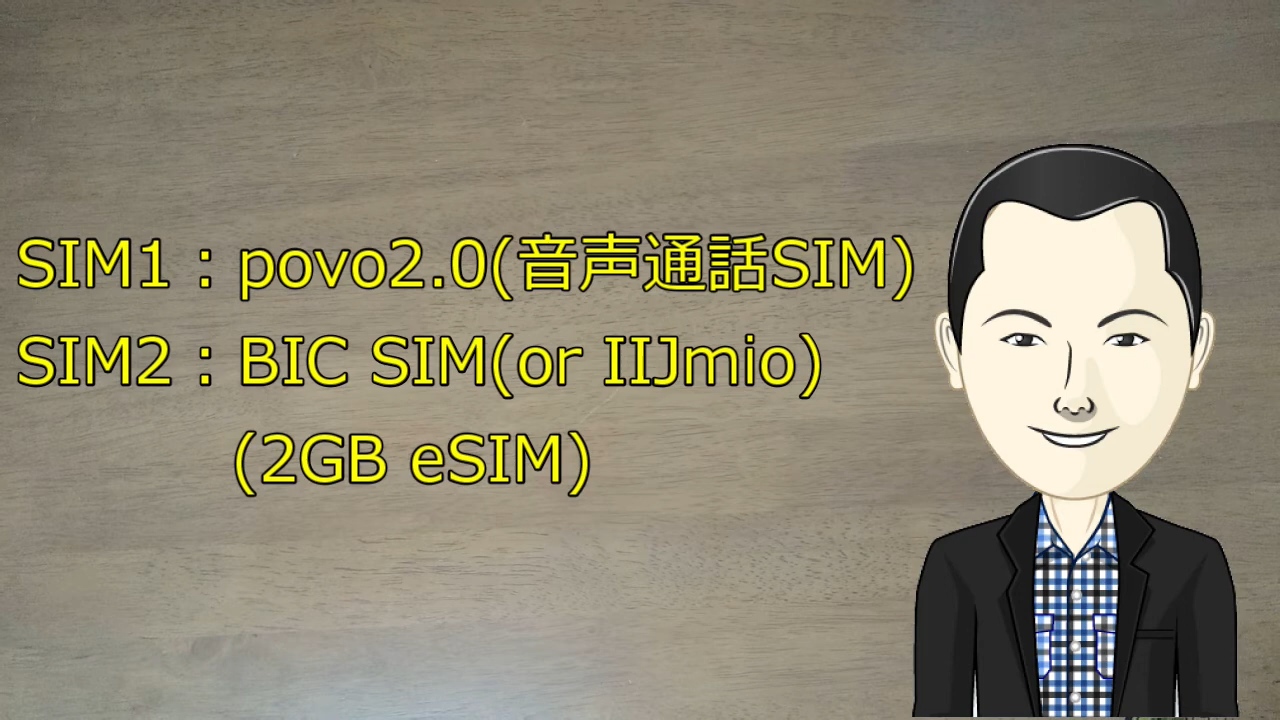 SIM1：povo2.0(音声通話SIM)
SIM2：BIC SIM(or IIJmio)
(2GB eSIM)